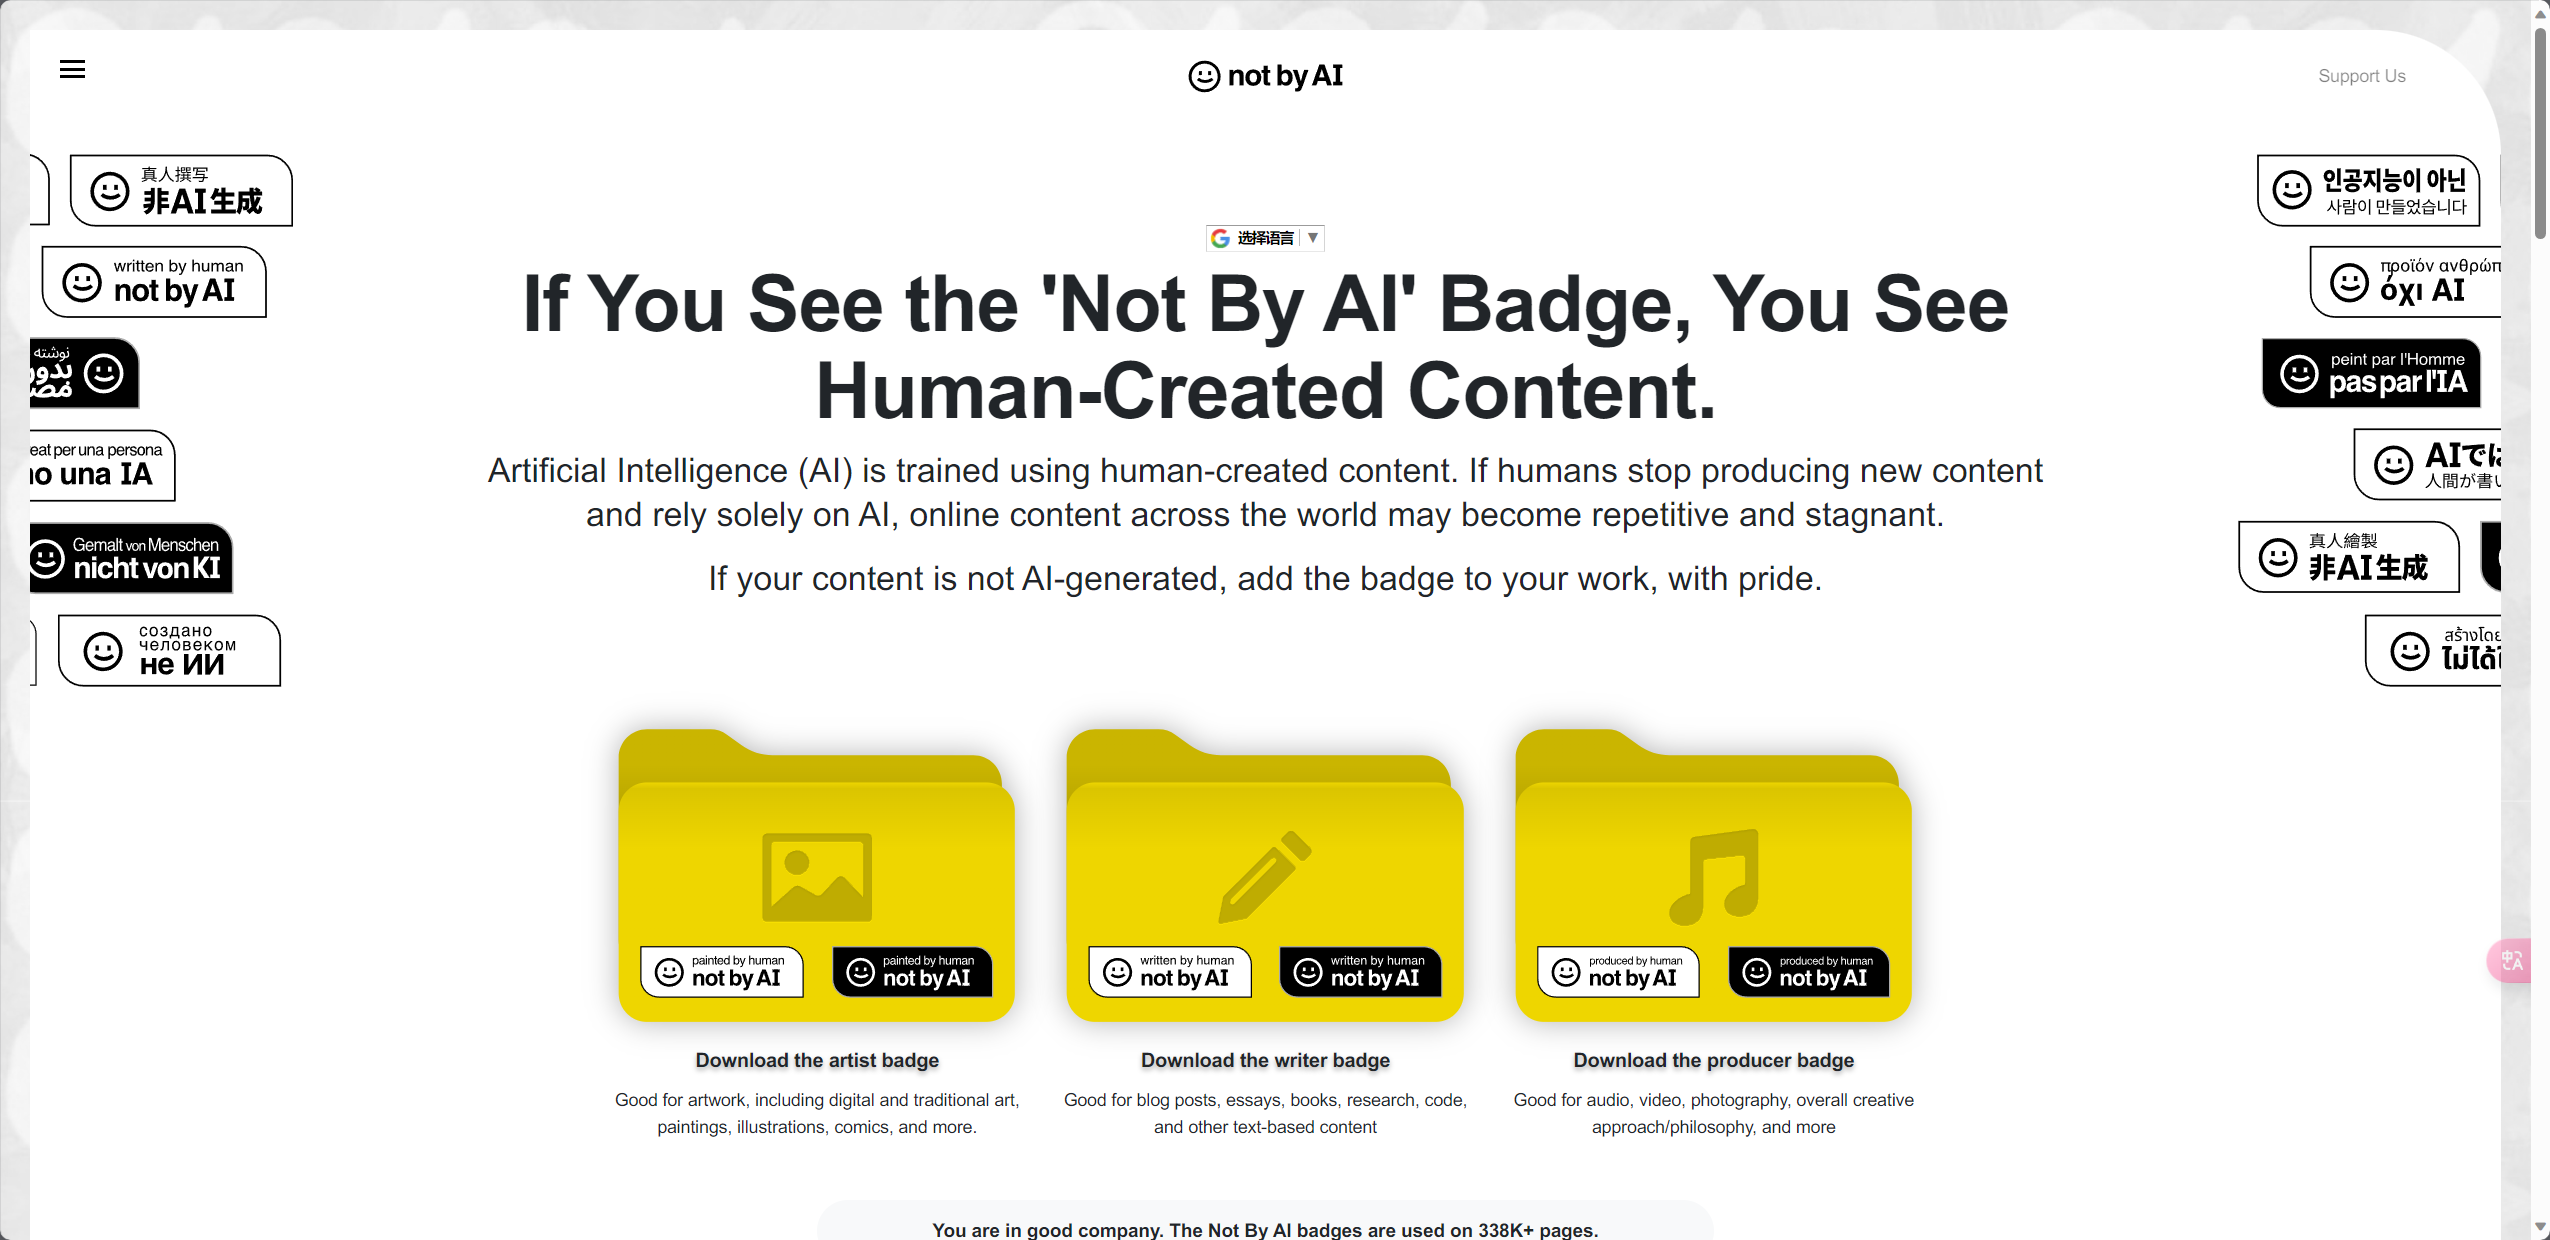 not by AI
Support Us
真人撰写
非AI生成
written by human
not by AI
نوشته
بدون
eat per una persona
no una IA
Gemalt von Menschen
nicht von KI
создано
человеком
не ИИ
인공지능이 아닌
사람이 만들었습니다
προϊόν ανθρώπ
όχι AI
peint par l'Homme
pas par l'IA
AIでは
人間が書い
真人繪製
非AI生成
สร้างโดย
ไม่ได้
选择语言
If You See the 'Not By AI' Badge, You See
Human-Created Content.
Artificial Intelligence (AI) is trained using human-created content. If humans stop producing new content
and rely solely on AI, online content across the world may become repetitive and stagnant.
If your content is not AI-generated, add the badge to your work, with pride.
painted by human
not by AI
painted by human
not by AI
Download the artist badge
Good for artwork, including digital and traditional art,
paintings, illustrations, comics, and more.
written by human
not by AI
written by human
not by AI
Download the writer badge
Good for blog posts, essays, books, research, code,
and other text-based content
produced by human
not by AI
produced by human
not by AI
Download the producer badge
Good for audio, video, photography, overall creative
approach/philosophy, and more
You are in good company. The Not By AI badges are used on 338K+ pages.